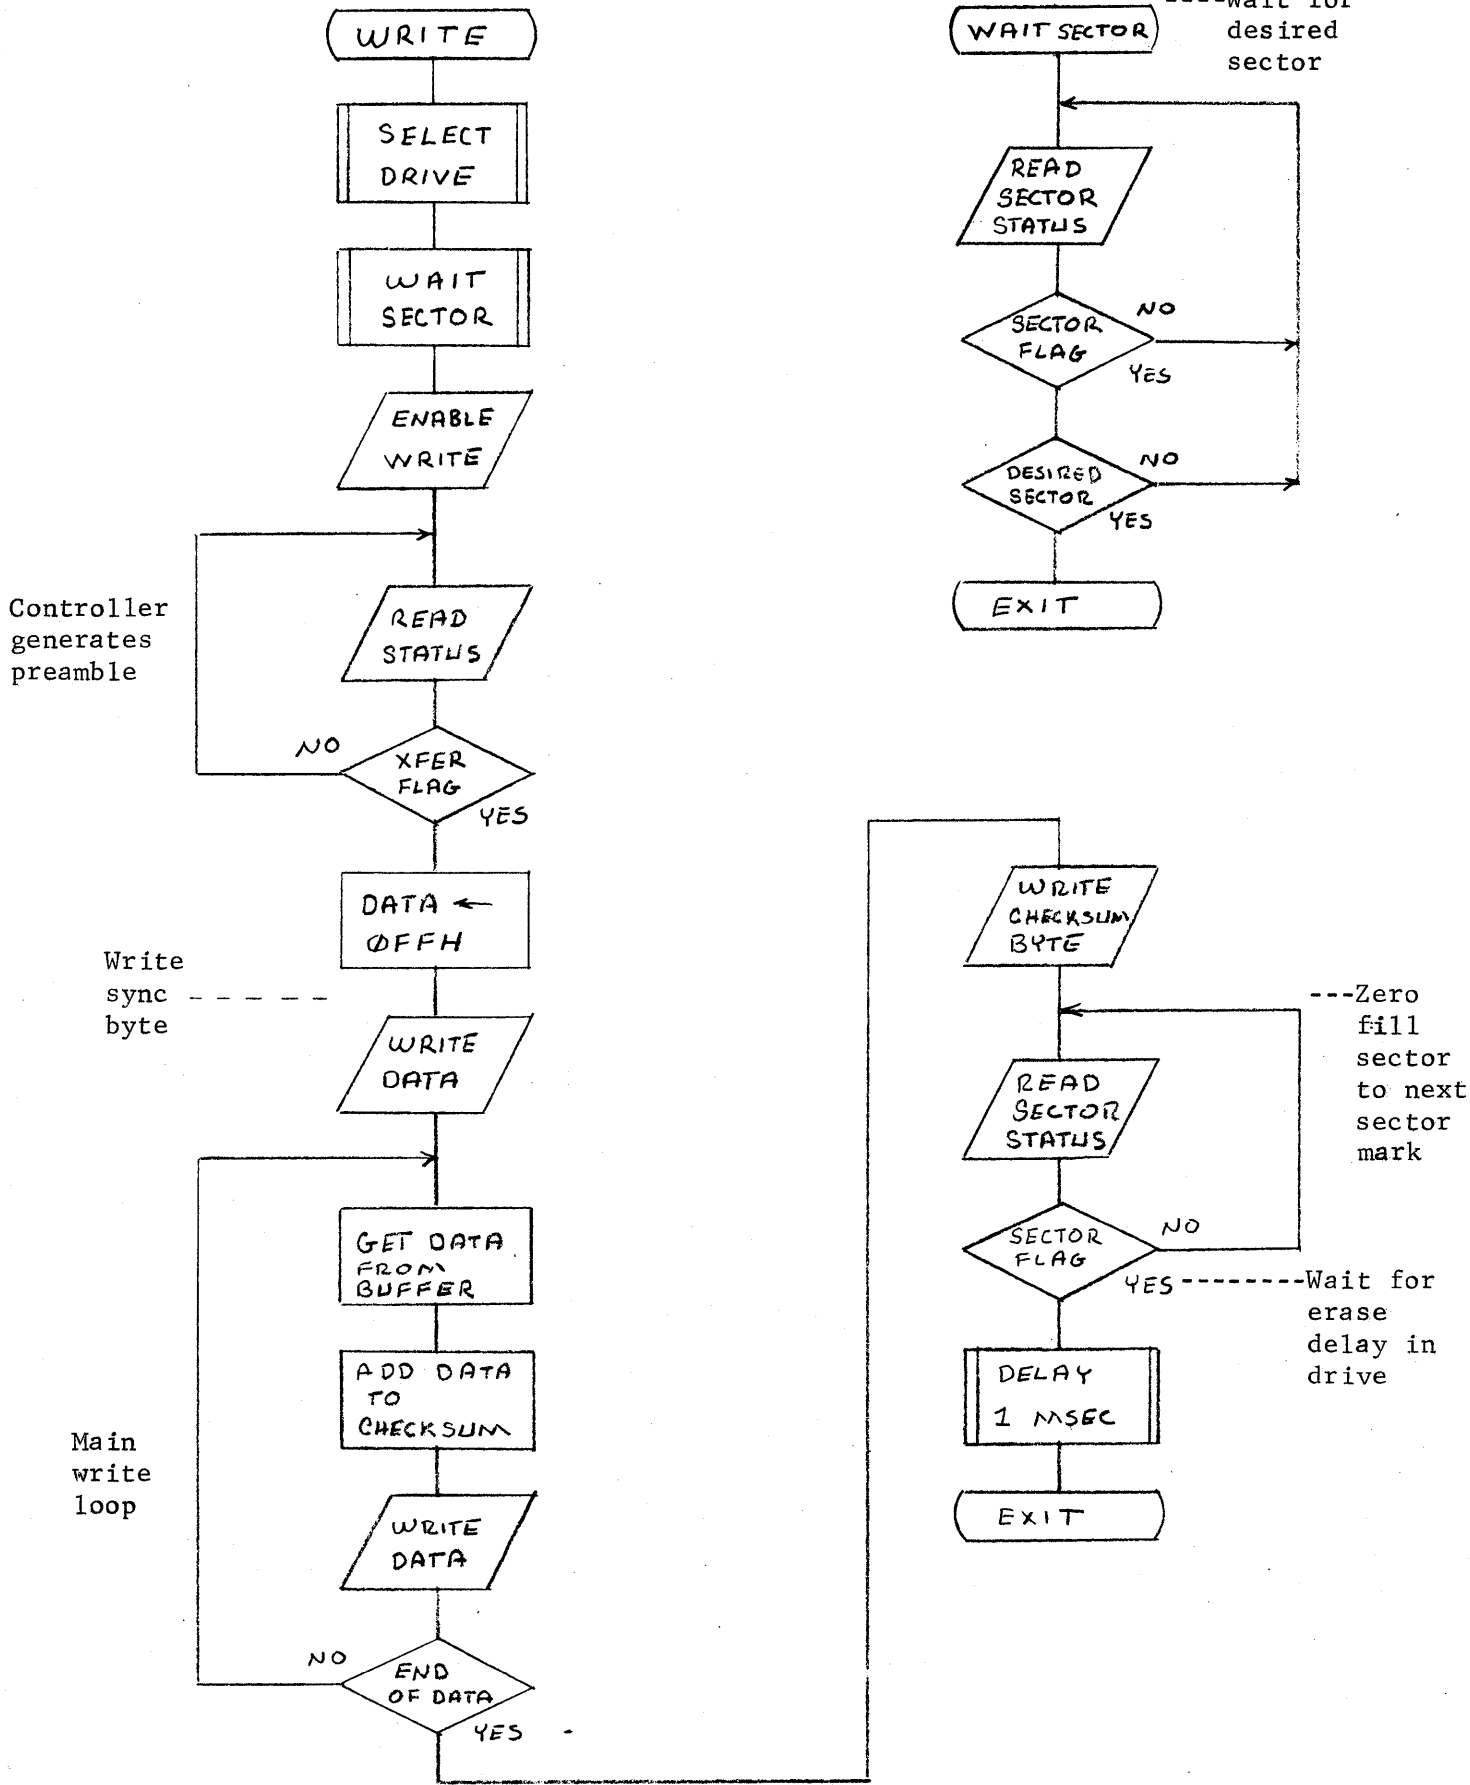 WRITE
SELECT
DRIVE
WAIT
SECTOR
ENABLE
WRITE
Controller
generates
preamble
READ
STATUS
NO
XFER
FLAG
YES
DATA ←
ØFFH
Write
sync
byte
WRITE
DATA
GET DATA
FROM
BUFFER
ADD DATA
TO
CHECKSUM
Main
write
loop
WRITE
DATA
NO
END
OF DATA
YES
WAIT SECTOR
----Wait for
desired
sector
READ
SECTOR
STATUS
NO
SECTOR
FLAG
YES
NO
DESIRED
SECTOR
YES
EXIT
WRITE
CHECKSUM
BYTE
---Zero
fill
sector
to next
sector
mark
READ
SECTOR
STATUS
NO
SECTOR
FLAG
YES --------Wait for
erase
delay in
drive
DELAY
1 MSEC
EXIT